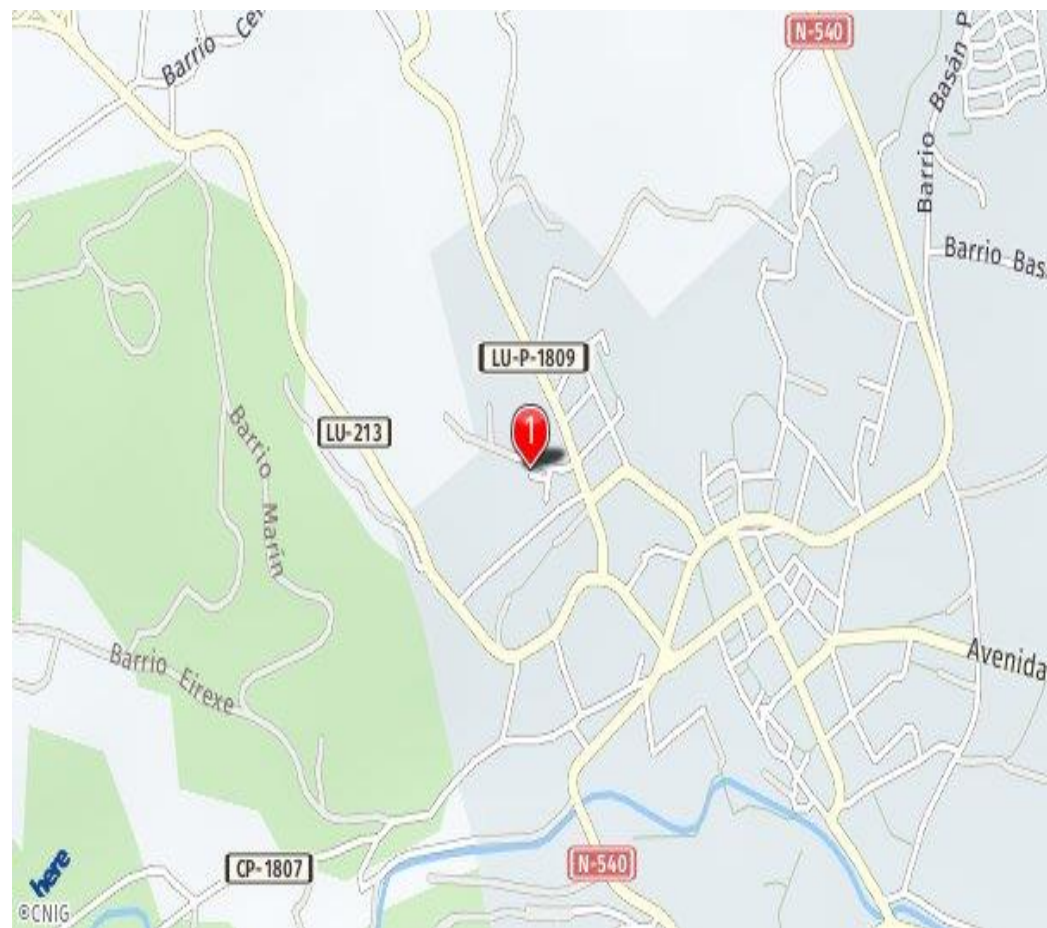 Barrio Cer
N-540
Barrio Basán P
Barrio Bas
LU-P-1809
1
LU-213
Barrio Marín
Barrio Eirexe
Avenida
CP-1807
N-540
here
©CNIG